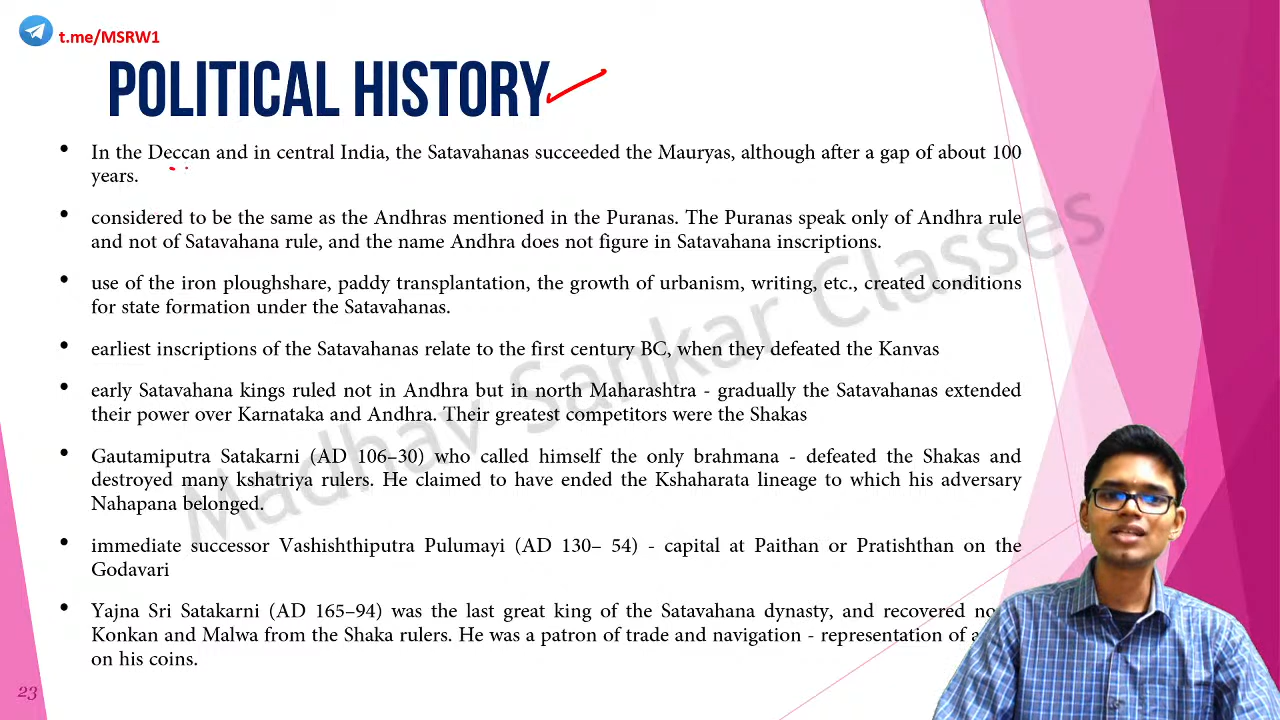 t.me/MSRW1
POLITICAL HISTORY
• In the Deccan and in central India, the Satavahanas succeeded the Mauryas, although after a gap of about 100
years.
• considered to be the same as the Andhras mentioned in the Puranas. The Puranas speak only of Andhra rule
and not of Satavahana rule, and the name Andhra does not figure in Satavahana inscriptions.
• use of the iron ploughshare, paddy transplantation, the growth of urbanism, writing, etc., created conditions
for state formation under the Satavahanas.
• earliest inscriptions of the Satavahanas relate to the first century BC, when they defeated the Kanvas
• early Satavahana kings ruled not in Andhra but in north Maharashtra - gradually the Satavahanas extended
their power over Karnataka and Andhra. Their greatest competitors were the Shakas
• Gautamiputra Satakarni (AD 106–30) who called himself the only brahmana - defeated the Shakas and
destroyed many kshatriya rulers. He claimed to have ended the Kshaharata lineage to which his adversary
Nahapana belonged.
• immediate successor Vashishthiputra Pulumayi (AD 130– 54) - capital at Paithan or Pratishthan on the
Godavari
• Yajna Sri Satakarni (AD 165–94) was the last great king of the Satavahana dynasty, and recovered
Konkan and Malwa from the Shaka rulers. He was a patron of trade and navigation - representation of
on his coins.
Madhav Sankar Classes
23